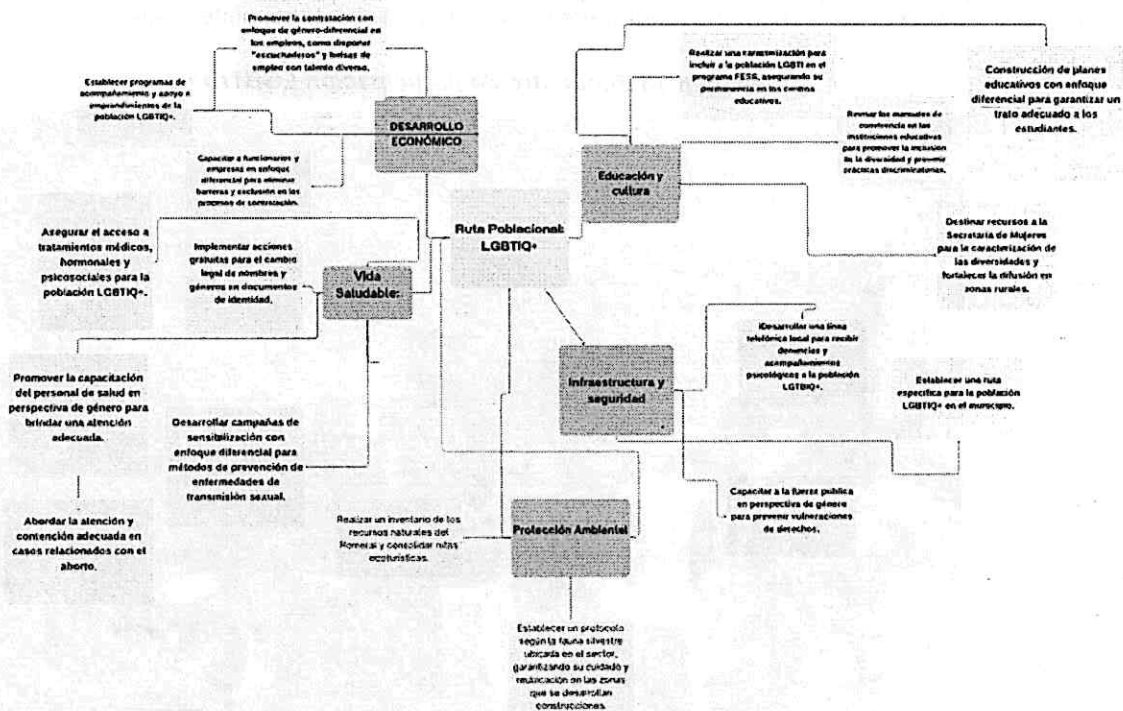 Promover la contratación con
enfoque de género-diferencial en
los empleos, como disponer
"escuchaderos" y bolsas de
empleo con talento diverso.
Establecer programas de
acompañamiento y apoyo a
emprendimientos de la
población LGBTIQ+.
DESARROLLO
ECONÓMICO
Capacitar a funcionarios y
empresas en enfoque
diferencial para eliminar
barreras y exclusión en los
procesos de contratación.
Realizar una caracterización para
incluir a la población LGBTI en el
programa FESS, asegurando su
permanencia en los centros
educativos.
Construcción de planes
educativos con enfoque
diferencial para garantizar un
trato adecuado a los
estudiantes.
Revisar los manuales de
convivencia en las
instituciones educativas
para promover la inclusión
de la diversidad y prevenir
prácticas discriminatorias.
Educación y
cultura
Ruta Poblacional:
LGBTIQ+
Destinar recursos a la
Secretaría de Mujeres
para la caracterización de
las diversidades y
fortalecer la difusión en
zonas rurales.
Asegurar el acceso a
tratamientos médicos,
hormonales y
psicosociales para la
población LGBTIQ+.
Implementar acciones
gratuitas para el cambio
legal de nombres y
géneros en documentos
de identidad.
Vida
Saludable:
Promover la capacitación
del personal de salud en
perspectiva de género para
brindar una atención
adecuada.
Desarrollar campañas de
sensibilización con
enfoque diferencial para
métodos de prevención de
enfermedades de
transmisión sexual.
Abordar la atención y
contención adecuada en
casos relacionados con el
aborto.
Infraestructura y
seguridad
Desarrollar una línea
telefónica local para recibir
denuncias y
acompañamientos
psicológicos a la población
LGTBIQ+.
Establecer una ruta
específica para la población
LGBTIQ+ en el municipio.
Capacitar a la fuerza pública
en perspectiva de género
para prevenir vulneraciones
de derechos.
Protección Ambiental
Realizar un inventario de los
recursos naturales del
y consolidar rutas
ecoturísticas.
Establecer un protocolo
según la fauna silvestre
ubicada en el sector,
garantizando su cuidado y
reubicación en las zonas
que se desarrollan
construcciones.